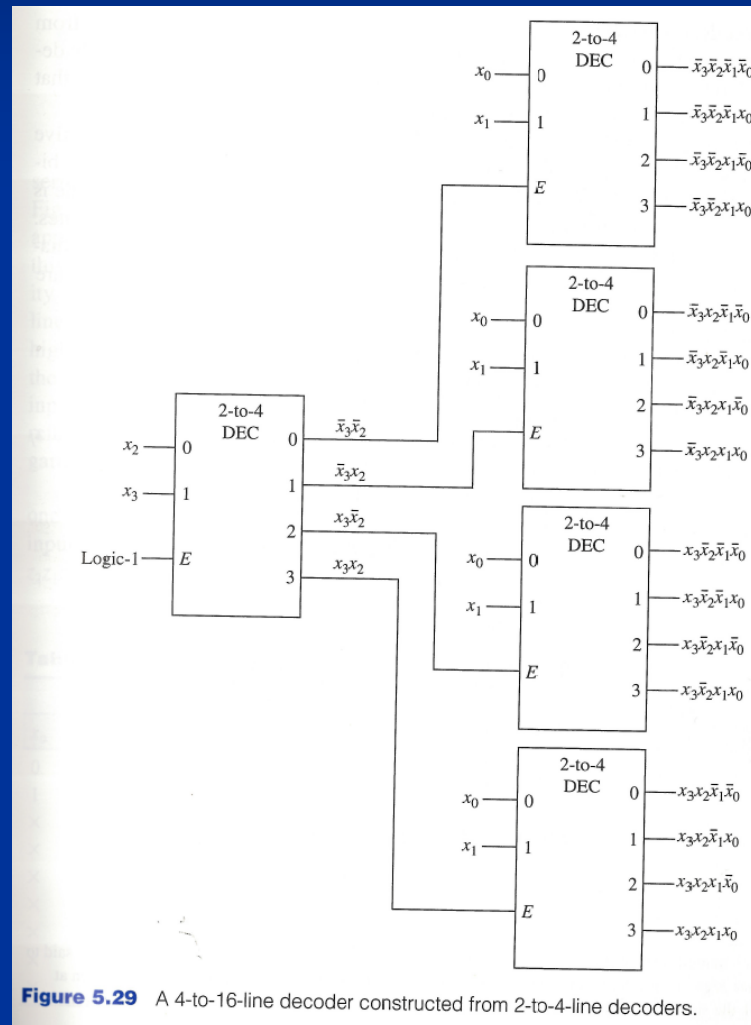 2-to-4
DEC
x₀ 0 0 x̄₃x̄₂x̄₁x̄₀
x₁ 1 1 x̄₃x̄₂x̄₁x₀
2 x̄₃x̄₂x₁x̄₀
E
3 x̄₃x̄₂x₁x₀
2-to-4
DEC
x₀ 0 0 x̄₃x₂x̄₁x̄₀
x₁ 1 1 x̄₃x₂x̄₁x₀
2 x̄₃x₂x₁x̄₀
E
3 x̄₃x₂x₁x₀
2-to-4
DEC
x₂ 0 0 x̄₃x̄₂
x₃ 1 1 x̄₃x₂
2 x₃x̄₂
Logic-1 E
3 x₃x₂
2-to-4
DEC
x₀ 0 0 x₃x̄₂x̄₁x̄₀
x₁ 1 1 x₃x̄₂x̄₁x₀
2 x₃x̄₂x₁x̄₀
E
3 x₃x̄₂x₁x₀
2-to-4
DEC
x₀ 0 0 x₃x₂x̄₁x̄₀
x₁ 1 1 x₃x₂x̄₁x₀
2 x₃x₂x₁x̄₀
E
3 x₃x₂x₁x₀
Figure 5.29 A 4-to-16-line decoder constructed from 2-to-4-line decoders.